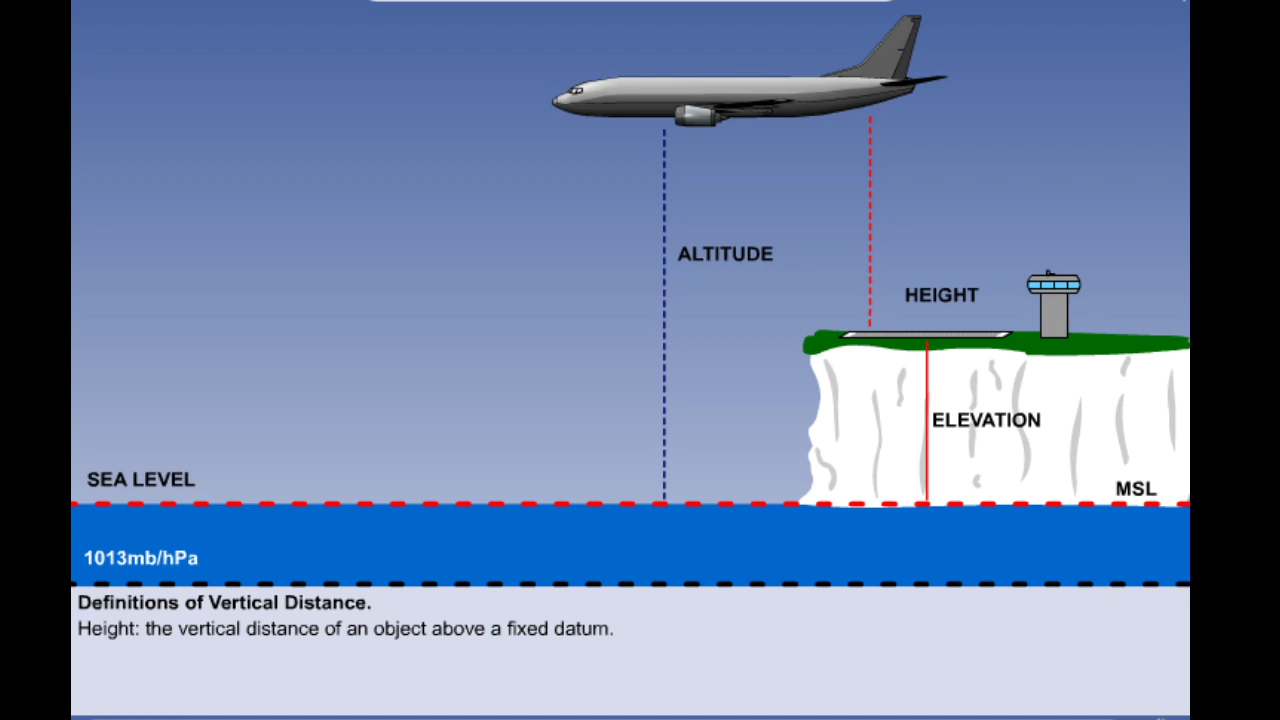 ALTITUDE
HEIGHT
ELEVATION
SEA LEVEL
MSL
1013mb/hPa
Definitions of Vertical Distance.
Height: the vertical distance of an object above a fixed datum.